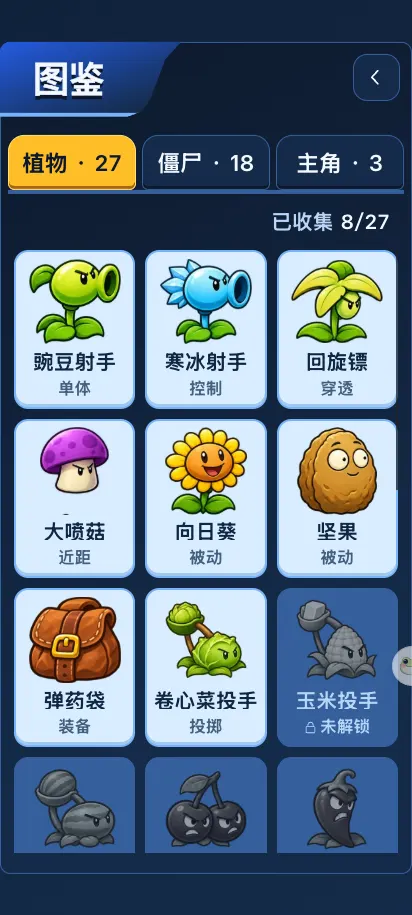 图鉴
植物 · 27
僵尸 · 18
主角 · 3
已收集 8/27
豌豆射手
单体
寒冰射手
控制
回旋镖
穿透
大喷菇
近距
向日葵
被动
坚果
被动
弹药袋
装备
卷心菜投手
投掷
玉米投手
未解锁